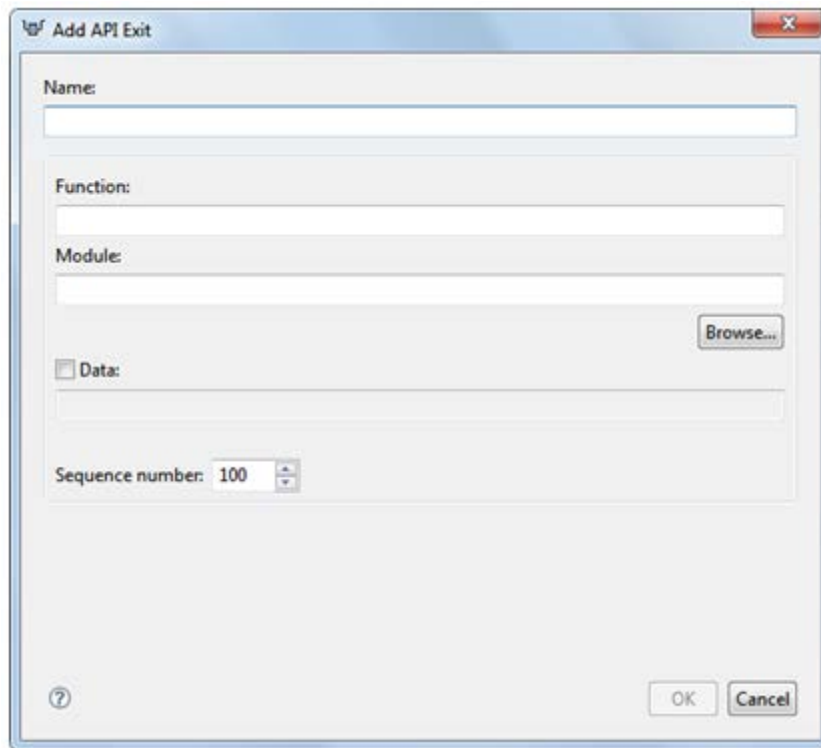 Add API Exit
Name:
Function:
Module:
Browse...
Data:
Sequence number: 100
?
OK Cancel